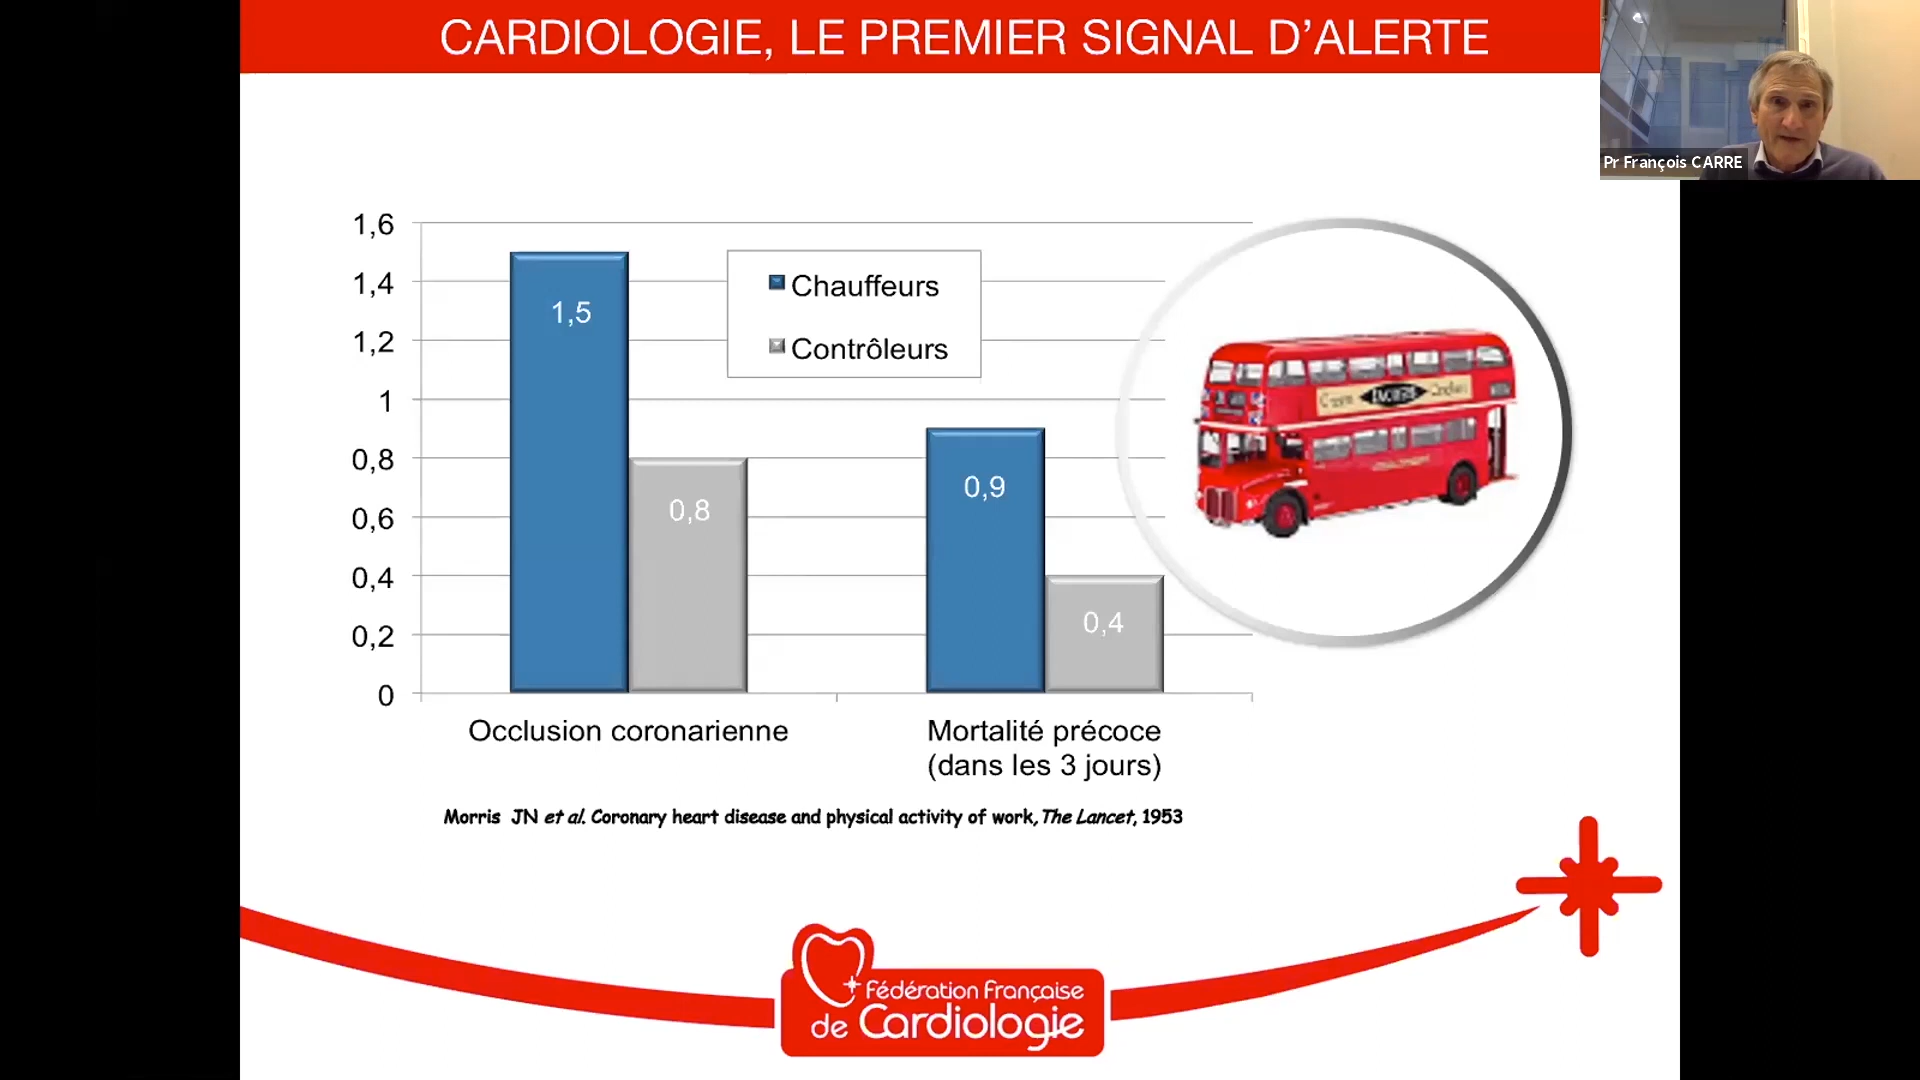 CARDIOLOGIE, LE PREMIER SIGNAL D’ALERTE
Pr François CARRE
1,6
1,4
1,2
1
0,8
0,6
0,4
0,2
0
Chauffeurs
Contrôleurs
1,5
0,8
0,9
0,4
Occlusion coronarienne
Mortalité précoce
(dans les 3 jours)
Morris JN et al. Coronary heart disease and physical activity of work, The Lancet, 1953
Fédération Française
de Cardiologie